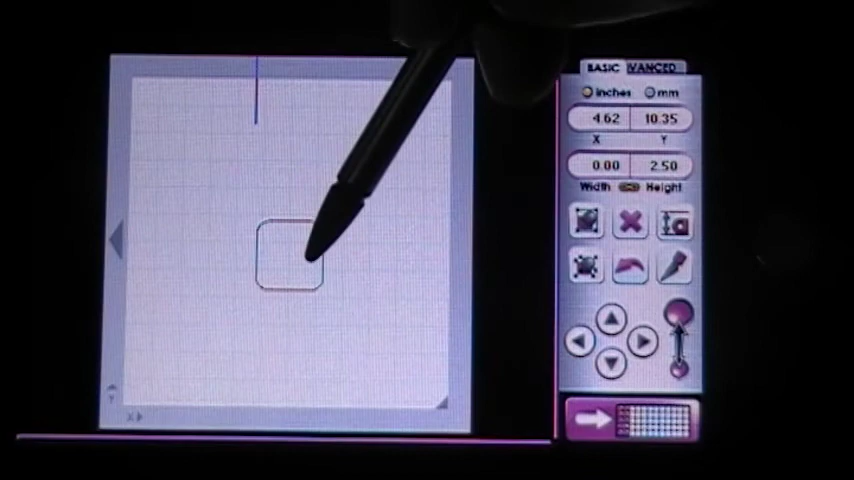 BASIC VANCED
inches mm
4.62 10.35
X Y
0.00 2.50
Width Height
a
Y
X